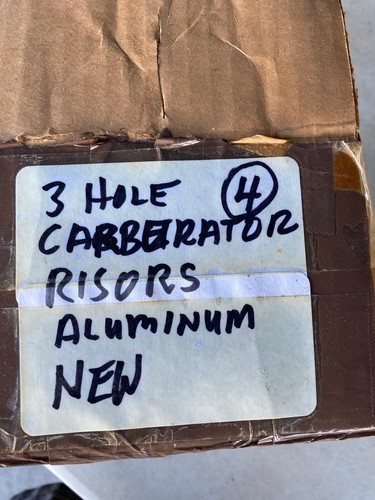 3 HOLE 4
CARBERATOR
RISORS
ALUMINUM
NEW